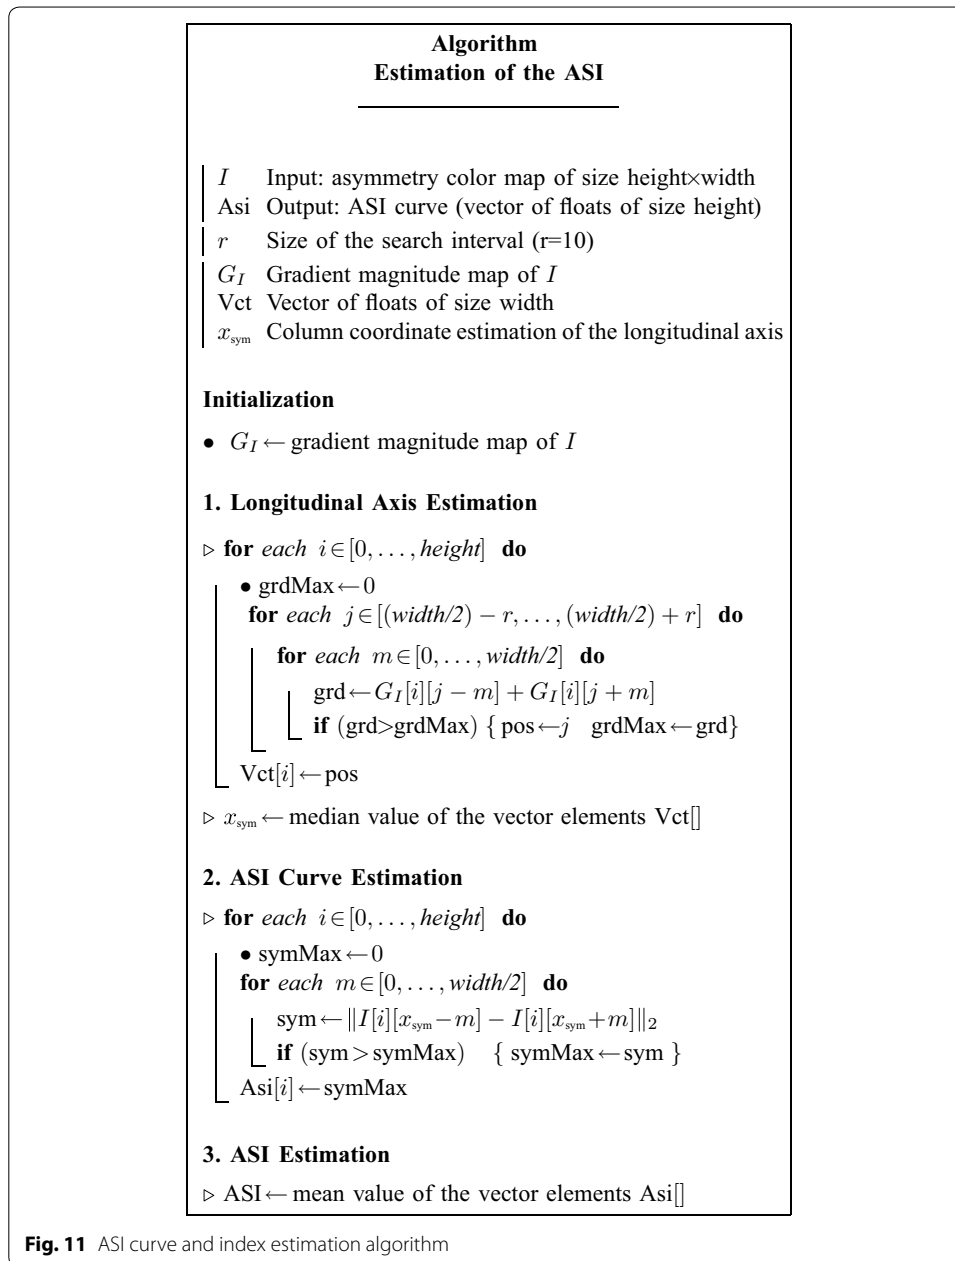 Algorithm
Estimation of the ASI
I Input: asymmetry color map of size height×width
Asi Output: ASI curve (vector of floats of size height)
r Size of the search interval (r=10)
G_I Gradient magnitude map of I
Vct Vector of floats of size width
x_sym Column coordinate estimation of the longitudinal axis
Initialization
• G_I ← gradient magnitude map of I
1. Longitudinal Axis Estimation
▷ for each i∈[0, . . . , height] do
• grdMax←0
for each j∈[(width/2) − r, . . . , (width/2) + r] do
for each m∈[0, . . . , width/2] do
grd←G_I[i][j − m] + G_I[i][j + m]
if (grd>grdMax) { pos←j grdMax←grd}
Vct[i]←pos
▷ x_sym ← median value of the vector elements Vct[]
2. ASI Curve Estimation
▷ for each i∈[0, . . . , height] do
• symMax←0
for each m∈[0, . . . , width/2] do
sym←‖I[i][x_sym−m] − I[i][x_sym+m]‖₂
if (sym>symMax) { symMax←sym }
Asi[i]←symMax
3. ASI Estimation
▷ ASI←mean value of the vector elements Asi[]
Fig. 11 ASI curve and index estimation algorithm